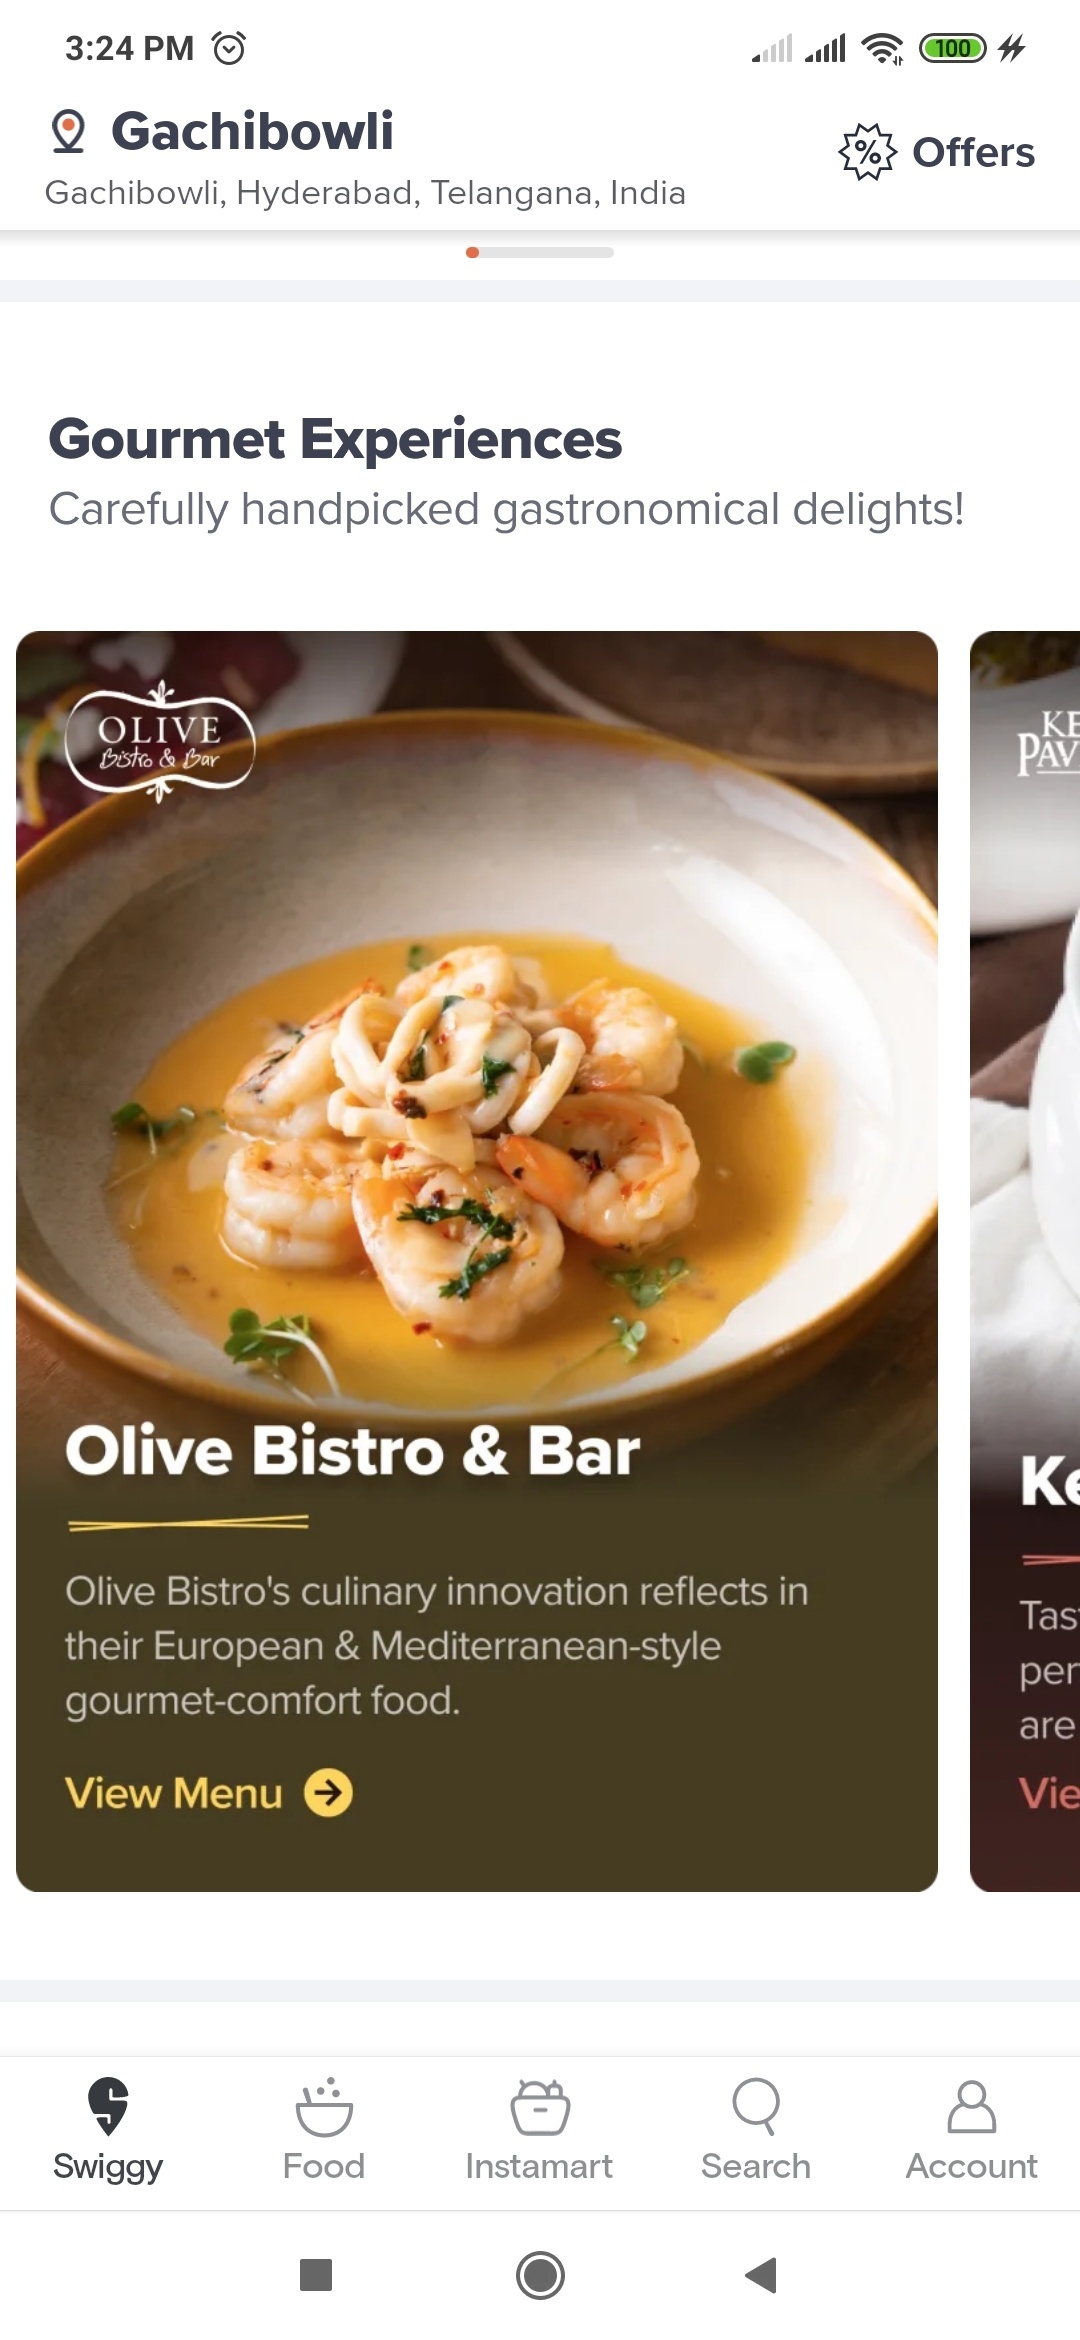 3:24 PM
100
Gachibowli
Offers
Gachibowli, Hyderabad, Telangana, India
Gourmet Experiences
Carefully handpicked gastronomical delights!
OLIVE
Bistro & Bar
KE
PAV
Olive Bistro & Bar
Olive Bistro's culinary innovation reflects in
their European & Mediterranean-style
gourmet-comfort food.
View Menu
Ke
Tas
per
are
Vie
Swiggy
Food
Instamart
Search
Account